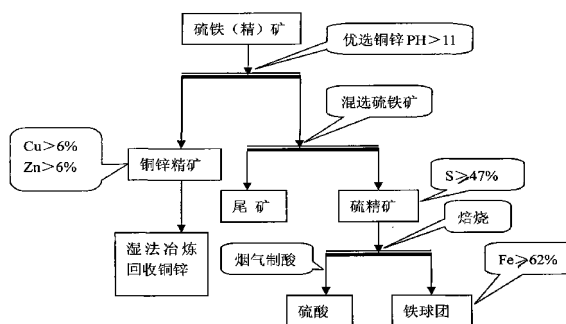 硫铁（精）矿
优选铜锌 PH＞11
混选硫铁矿
Cu＞6%
Zn＞6%
铜锌精矿
尾 矿
硫精矿
S≥47%
焙烧
湿法冶炼
回收铜锌
烟气制酸
Fe≥62%
硫酸
铁球团